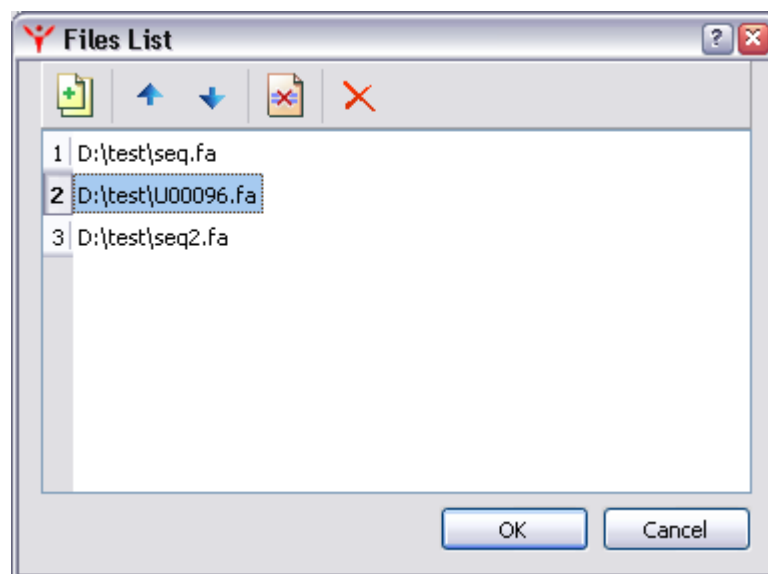 Files List
?
1 D:\test\seq.fa
2 D:\test\U00096.fa
3 D:\test\seq2.fa
OK Cancel